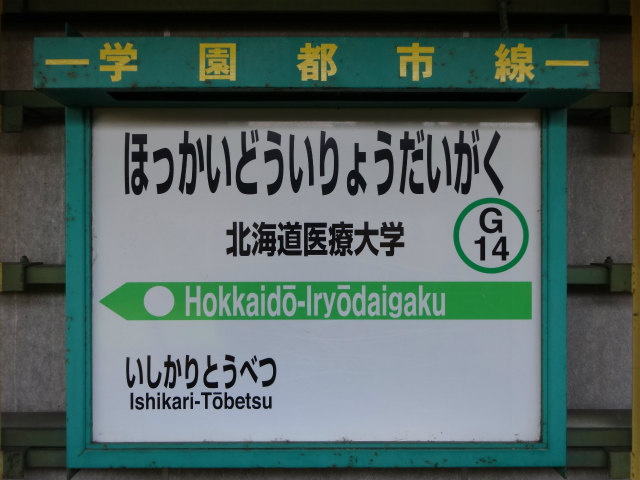 ー学園都市線ー
ほっかいどういりょうだいがく
北海道医療大学
G
14
Hokkaidō-Iryōdaigaku
いしかりとうべつ
Ishikari-Tōbetsu